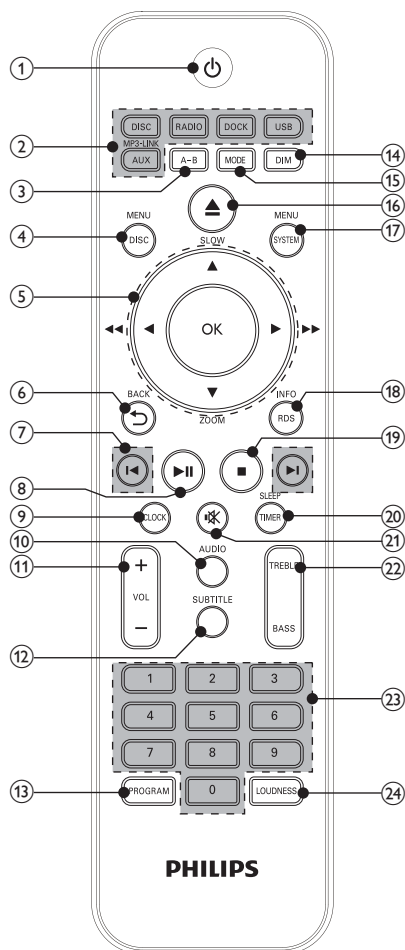 1
DISC RADIO DOCK USB
2
MP3-LINK
AUX A-B MODE DIM
14
3
15
16
MENU
MENU
17
4
DISC
SLOW
SYSTEM
5
OK
BACK
INFO
6
ZOOM
RDS
18
7
19
8
SLEEP
9
CLOCK
TIMER
20
21
10
AUDIO
11
+
VOL
−
TREBLE
22
SUBTITLE
BASS
12
1 2 3
23
4 5 6
7 8 9
13
PROGRAM
0
LOUDNESS
24
PHILIPS